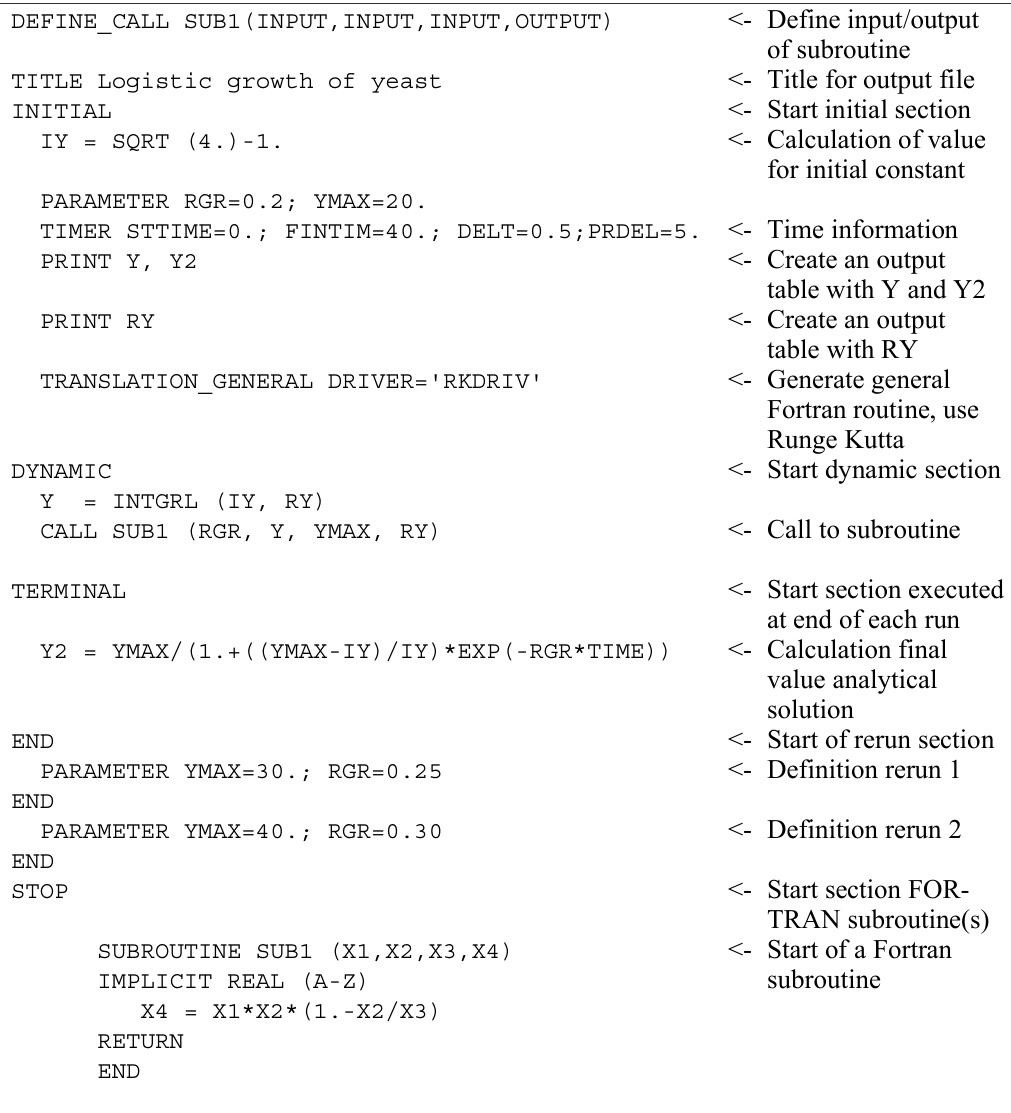 DEFINE_CALL SUB1(INPUT,INPUT,INPUT,OUTPUT) <- Define input/output
of subroutine
TITLE Logistic growth of yeast <- Title for output file
INITIAL <- Start initial section
IY = SQRT (4.)-1. <- Calculation of value
for initial constant
PARAMETER RGR=0.2; YMAX=20.
TIMER STTIME=0.; FINTIM=40.; DELT=0.5;PRDEL=5. <- Time information
PRINT Y, Y2 <- Create an output
table with Y and Y2
PRINT RY <- Create an output
table with RY
TRANSLATION_GENERAL DRIVER='RKDRIV' <- Generate general
Fortran routine, use
Runge Kutta
DYNAMIC <- Start dynamic section
Y = INTGRL (IY, RY)
CALL SUB1 (RGR, Y, YMAX, RY) <- Call to subroutine
TERMINAL <- Start section executed
at end of each run
Y2 = YMAX/(1.+((YMAX-IY)/IY)*EXP(-RGR*TIME)) <- Calculation final
value analytical
solution
END <- Start of rerun section
PARAMETER YMAX=30.; RGR=0.25 <- Definition rerun 1
END
PARAMETER YMAX=40.; RGR=0.30 <- Definition rerun 2
END
STOP <- Start section FOR-
TRAN subroutine(s)
SUBROUTINE SUB1 (X1,X2,X3,X4) <- Start of a Fortran
IMPLICIT REAL (A-Z) subroutine
X4 = X1*X2*(1.-X2/X3)
RETURN
END